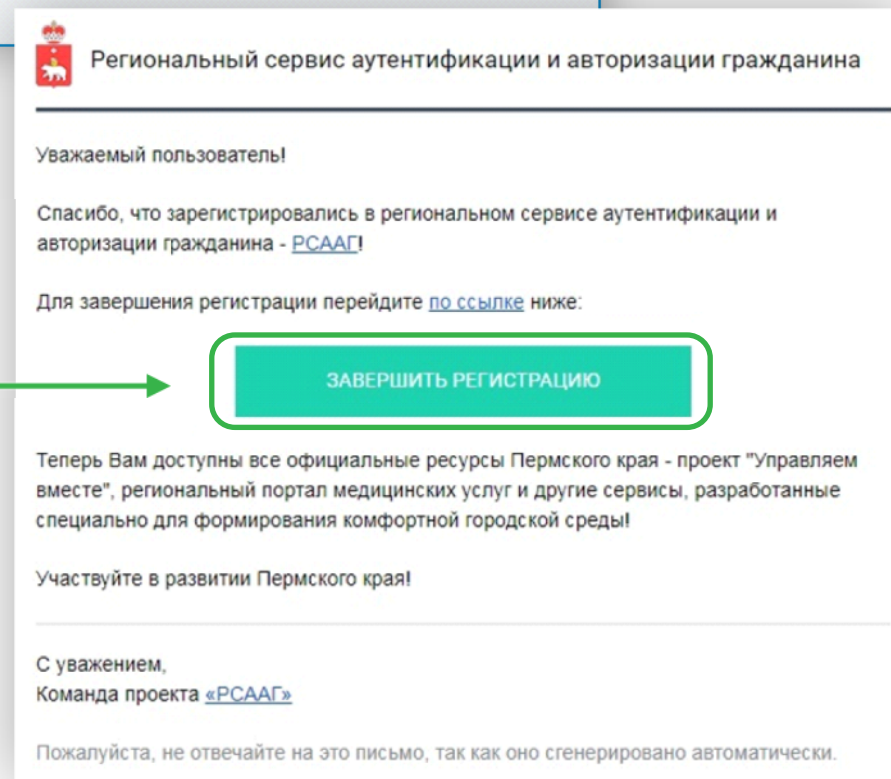 Региональный сервис аутентификации и авторизации гражданина
Уважаемый пользователь!
Спасибо, что зарегистрировались в региональном сервисе аутентификации и
авторизации гражданина - РСААГ!
Для завершения регистрации перейдите по ссылке ниже:
ЗАВЕРШИТЬ РЕГИСТРАЦИЮ
Теперь Вам доступны все официальные ресурсы Пермского края - проект "Управляем
вместе", региональный портал медицинских услуг и другие сервисы, разработанные
специально для формирования комфортной городской среды!
Участвуйте в развитии Пермского края!
С уважением,
Команда проекта «РСААГ»
Пожалуйста, не отвечайте на это письмо, так как оно сгенерировано автоматически.